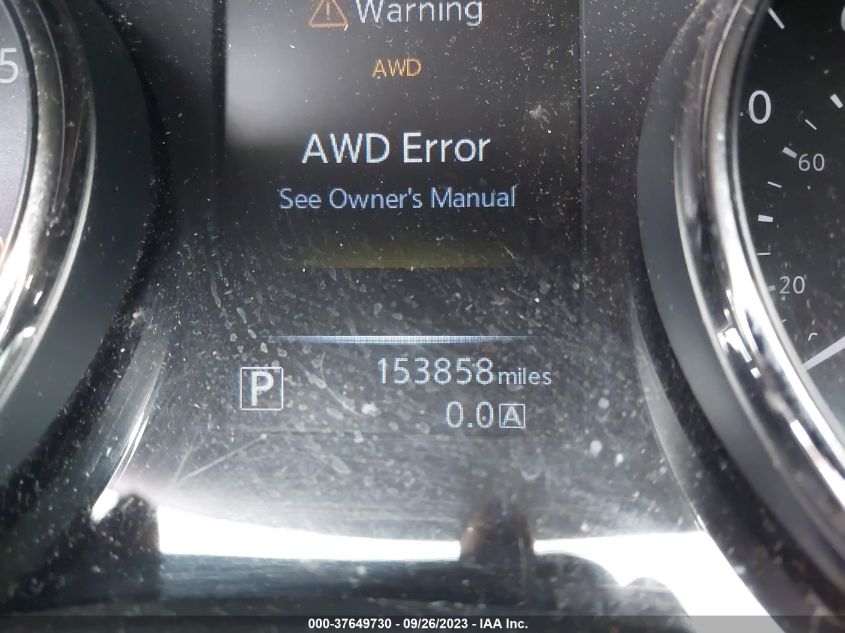 Warning
AWD
AWD Error
See Owner's Manual
153858 miles
P
0.0 A
5
0
60
20
000-37649730 - 09/26/2023 - IAA Inc.